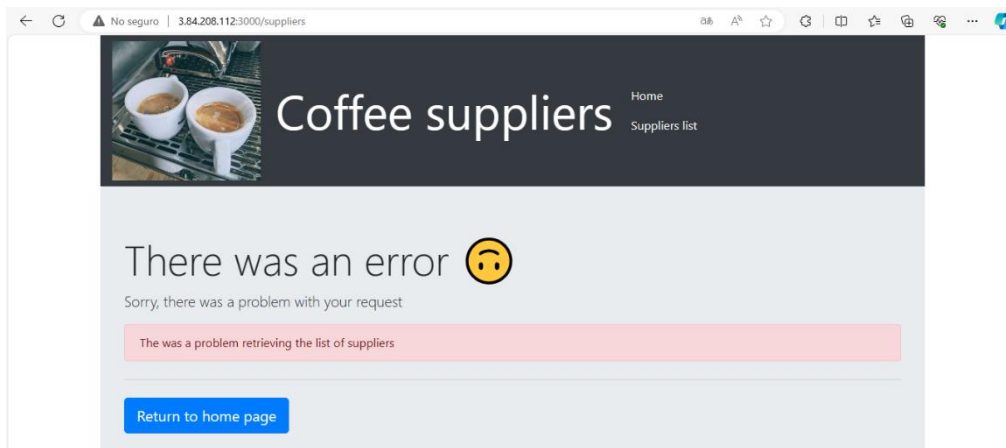 No seguro | 3.84.208.112:3000/suppliers
Coffee suppliers
Home
Suppliers list
There was an error
Sorry, there was a problem with your request
The was a problem retrieving the list of suppliers
Return to home page